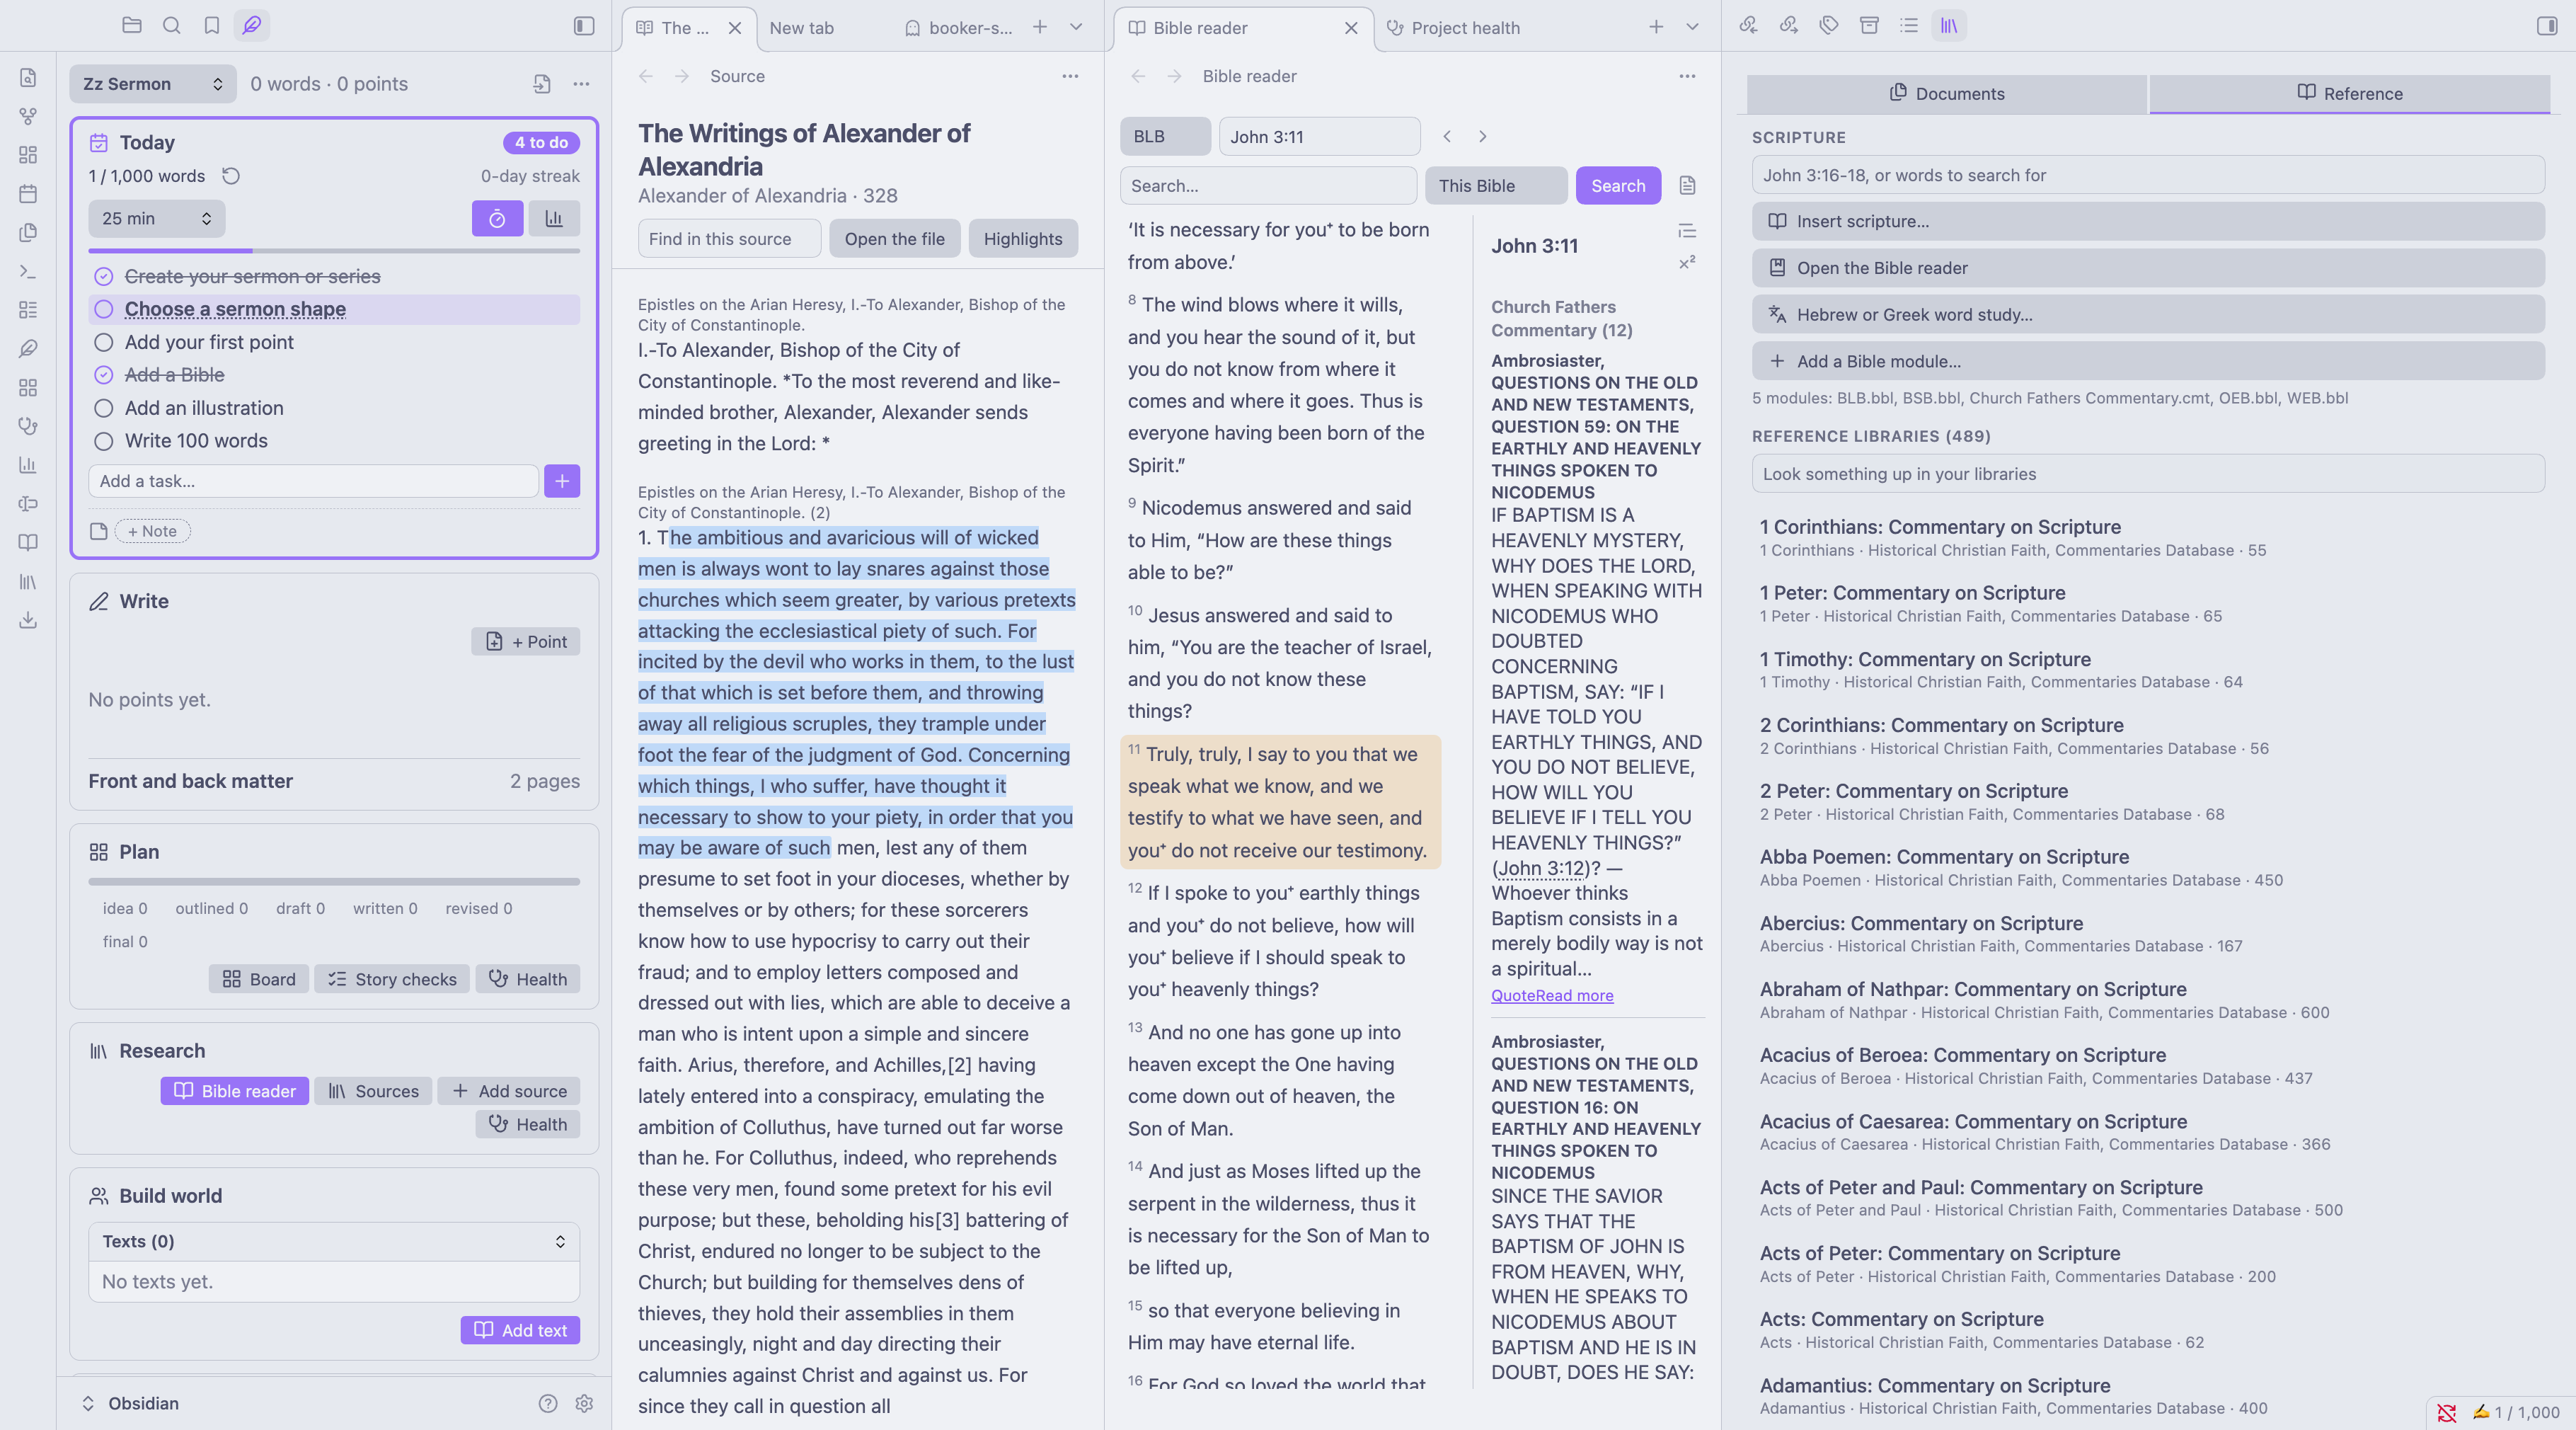 Zz Sermon
0 words · 0 points
Today
4 to do
1 / 1,000 words
0-day streak
25 min
Create your sermon or series
Choose a sermon shape
Add your first point
Add a Bible
Add an illustration
Write 100 words
Add a task...
+ Note
Write
+ Point
No points yet.
Front and back matter
2 pages
Plan
idea 0
outlined 0
draft 0
written 0
revised 0
final 0
Board
Story checks
Health
Research
Bible reader
Sources
Add source
Health
Build world
Texts (0)
No texts yet.
Add text
Obsidian
The ...
New tab
booker-s...
Source
The Writings of Alexander of
Alexandria
Alexander of Alexandria · 328
Find in this source
Open the file
Highlights
Epistles on the Arian Heresy, I.-To Alexander, Bishop of the
City of Constantinople.
I.-To Alexander, Bishop of the City of
Constantinople. *To the most reverend and like-
minded brother, Alexander, Alexander sends
greeting in the Lord: *
Epistles on the Arian Heresy, I.-To Alexander, Bishop of the
City of Constantinople. (2)
1. The ambitious and avaricious will of wicked
men is always wont to lay snares against those
churches which seem greater, by various pretexts
attacking the ecclesiastical piety of such. For
incited by the devil who works in them, to the lust
of that which is set before them, and throwing
away all religious scruples, they trample under
foot the fear of the judgment of God. Concerning
which things, I who suffer, have thought it
necessary to show to your piety, in order that you
may be aware of such men, lest any of them
presume to set foot in your dioceses, whether by
themselves or by others; for these sorcerers
know how to use hypocrisy to carry out their
fraud; and to employ letters composed and
dressed out with lies, which are able to deceive a
man who is intent upon a simple and sincere
faith. Arius, therefore, and Achilles,[2] having
lately entered into a conspiracy, emulating the
ambition of Colluthus, have turned out far worse
than he. For Colluthus, indeed, who reprehends
these very men, found some pretext for his evil
purpose; but these, beholding his[3] battering of
Christ, endured no longer to be subject to the
Church; but building for themselves dens of
thieves, they hold their assemblies in them
unceasingly, night and day directing their
calumnies against Christ and against us. For
since they call in question all
Bible reader
Project health
Bible reader
BLB
John 3:11
Search...
This Bible
Search
‘It is necessary for you⁺ to be born
from above.’
8 The wind blows where it wills,
and you hear the sound of it, but
you do not know from where it
comes and where it goes. Thus is
everyone having been born of the
Spirit.”
9 Nicodemus answered and said
to Him, “How are these things
able to be?”
10 Jesus answered and said to
him, “You are the teacher of Israel,
and you do not know these
things?
11 Truly, truly, I say to you that we
speak what we know, and we
testify to what we have seen, and
you⁺ do not receive our testimony.
12 If I spoke to you⁺ earthly things
and you⁺ do not believe, how will
you⁺ believe if I should speak to
you⁺ heavenly things?
13 And no one has gone up into
heaven except the One having
come down out of heaven, the
Son of Man.
14 And just as Moses lifted up the
serpent in the wilderness, thus it
is necessary for the Son of Man to
be lifted up,
15 so that everyone believing in
Him may have eternal life.
16 For God so loved the world that
John 3:11
x²
Church Fathers
Commentary (12)
Ambrosiaster,
QUESTIONS ON THE OLD
AND NEW TESTAMENTS,
QUESTION 59: ON THE
EARTHLY AND HEAVENLY
THINGS SPOKEN TO
NICODEMUS
IF BAPTISM IS A
HEAVENLY MYSTERY,
WHY DOES THE LORD,
WHEN SPEAKING WITH
NICODEMUS WHO
DOUBTED
CONCERNING
BAPTISM, SAY: “IF I
HAVE TOLD YOU
EARTHLY THINGS, AND
YOU DO NOT BELIEVE,
HOW WILL YOU
BELIEVE IF I TELL YOU
HEAVENLY THINGS?”
(John 3:12)? —
Whoever thinks
Baptism consists in a
merely bodily way is not
a spiritual...
QuoteRead more
Ambrosiaster,
QUESTIONS ON THE OLD
AND NEW TESTAMENTS,
QUESTION 16: ON
EARTHLY AND HEAVENLY
THINGS SPOKEN TO
NICODEMUS
SINCE THE SAVIOR
SAYS THAT THE
BAPTISM OF JOHN IS
FROM HEAVEN, WHY,
WHEN HE SPEAKS TO
NICODEMUS ABOUT
BAPTISM AND HE IS IN
DOUBT, DOES HE SAY:
Documents
Reference
SCRIPTURE
John 3:16-18, or words to search for
Insert scripture...
Open the Bible reader
Hebrew or Greek word study...
Add a Bible module...
5 modules: BLB.bbl, BSB.bbl, Church Fathers Commentary.cmt, OEB.bbl, WEB.bbl
REFERENCE LIBRARIES (489)
Look something up in your libraries
1 Corinthians: Commentary on Scripture
1 Corinthians · Historical Christian Faith, Commentaries Database · 55
1 Peter: Commentary on Scripture
1 Peter · Historical Christian Faith, Commentaries Database · 65
1 Timothy: Commentary on Scripture
1 Timothy · Historical Christian Faith, Commentaries Database · 64
2 Corinthians: Commentary on Scripture
2 Corinthians · Historical Christian Faith, Commentaries Database · 56
2 Peter: Commentary on Scripture
2 Peter · Historical Christian Faith, Commentaries Database · 68
Abba Poemen: Commentary on Scripture
Abba Poemen · Historical Christian Faith, Commentaries Database · 450
Abercius: Commentary on Scripture
Abercius · Historical Christian Faith, Commentaries Database · 167
Abraham of Nathpar: Commentary on Scripture
Abraham of Nathpar · Historical Christian Faith, Commentaries Database · 600
Acacius of Beroea: Commentary on Scripture
Acacius of Beroea · Historical Christian Faith, Commentaries Database · 437
Acacius of Caesarea: Commentary on Scripture
Acacius of Caesarea · Historical Christian Faith, Commentaries Database · 366
Acts of Peter and Paul: Commentary on Scripture
Acts of Peter and Paul · Historical Christian Faith, Commentaries Database · 500
Acts of Peter: Commentary on Scripture
Acts of Peter · Historical Christian Faith, Commentaries Database · 200
Acts: Commentary on Scripture
Acts · Historical Christian Faith, Commentaries Database · 62
Adamantius: Commentary on Scripture
Adamantius · Historical Christian Faith, Commentaries Database · 400
1 / 1,000